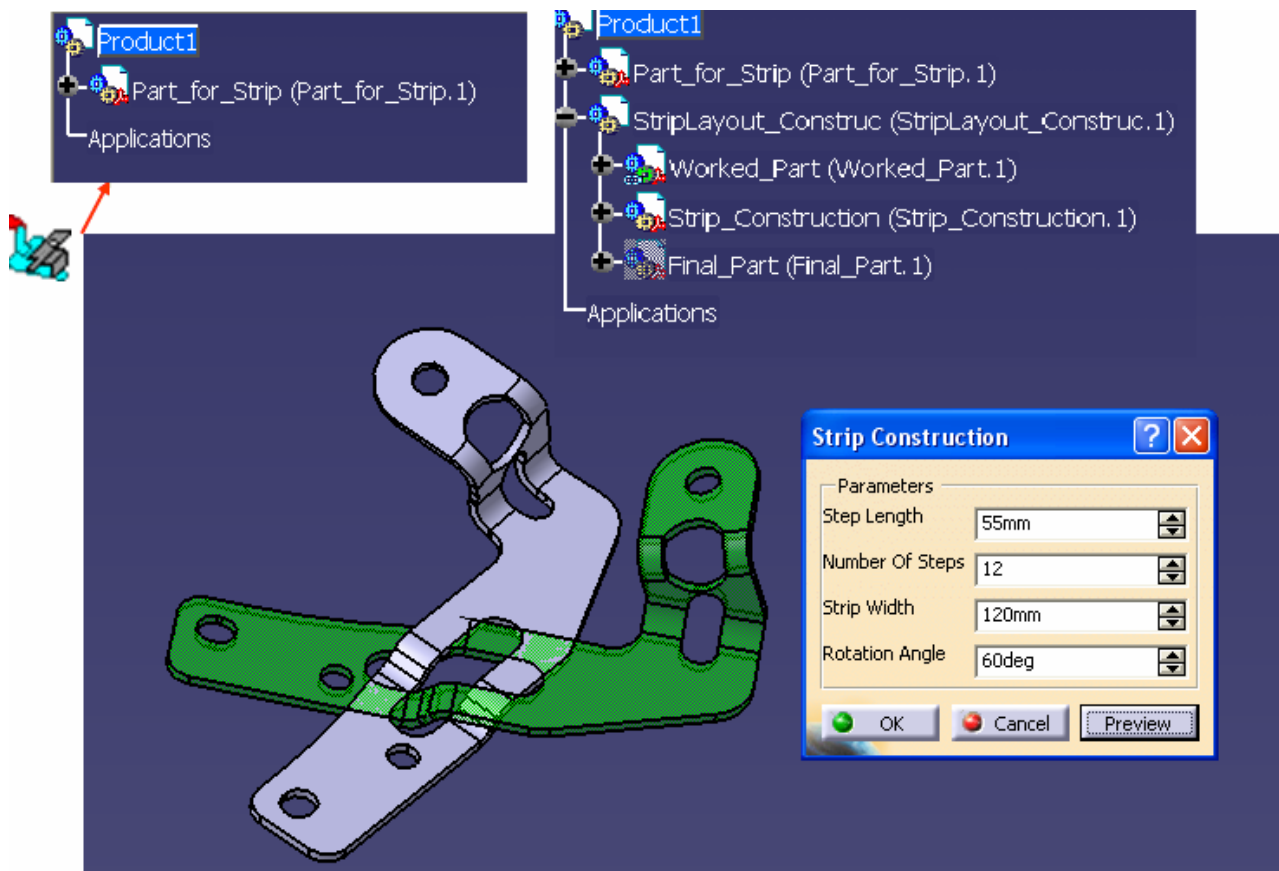 Product1
Part_for_Strip (Part_for_Strip.1)
Applications
Product1
Part_for_Strip (Part_for_Strip.1)
StripLayout_Construc (StripLayout_Construc.1)
Worked_Part (Worked_Part.1)
Strip_Construction (Strip_Construction.1)
Final_Part (Final_Part.1)
Applications
Strip Construction
Parameters
Step Length 55mm
Number Of Steps 12
Strip Width 120mm
Rotation Angle 60deg
OK Cancel Preview